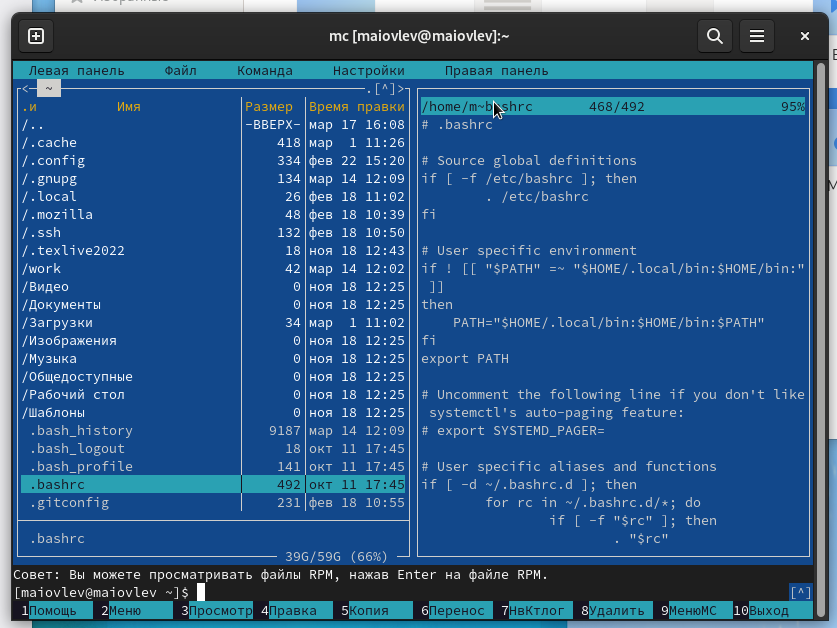 mc [maiovlev@maiovlev]:~
Левая панель Файл Команда Настройки Правая панель
<— ~ .[^]>
.и Имя Размер Время правки
/.. -ВВЕРХ- мар 17 16:08
/.cache 418 мар 1 11:26
/.config 334 фев 22 15:20
/.gnupg 134 мар 14 12:09
/.local 26 фев 18 11:02
/.mozilla 48 фев 18 10:39
/.ssh 132 фев 18 10:50
/.texlive2022 18 ноя 18 12:43
/work 42 мар 14 12:02
/Видео 0 ноя 18 12:25
/Документы 0 ноя 18 12:25
/Загрузки 34 мар 1 11:02
/Изображения 0 ноя 18 12:25
/Музыка 0 ноя 18 12:25
/Общедоступные 0 ноя 18 12:25
/Рабочий стол 0 ноя 18 12:25
/Шаблоны 0 ноя 18 12:25
.bash_history 9187 мар 14 12:09
.bash_logout 18 окт 11 17:45
.bash_profile 141 окт 11 17:45
.bashrc 492 окт 11 17:45
.gitconfig 231 фев 18 10:55
.bashrc
39G/59G (66%)
/home/m~bashrc 468/492 95%
# .bashrc
# Source global definitions
if [ -f /etc/bashrc ]; then
. /etc/bashrc
fi
# User specific environment
if ! [[ "$PATH" =~ "$HOME/.local/bin:$HOME/bin:"
]]
then
PATH="$HOME/.local/bin:$HOME/bin:$PATH"
fi
export PATH
# Uncomment the following line if you don't like
systemctl's auto-paging feature:
# export SYSTEMD_PAGER=
# User specific aliases and functions
if [ -d ~/.bashrc.d ]; then
for rc in ~/.bashrc.d/*; do
if [ -f "$rc" ]; then
. "$rc"
Совет: Вы можете просматривать файлы RPM, нажав Enter на файле RPM.
[maiovlev@maiovlev ~]$ [^]
1Помощь 2Меню 3Просмотр 4Правка 5Копия 6Перенос 7НвКтлог 8Удалить 9МенюМС 10Выход